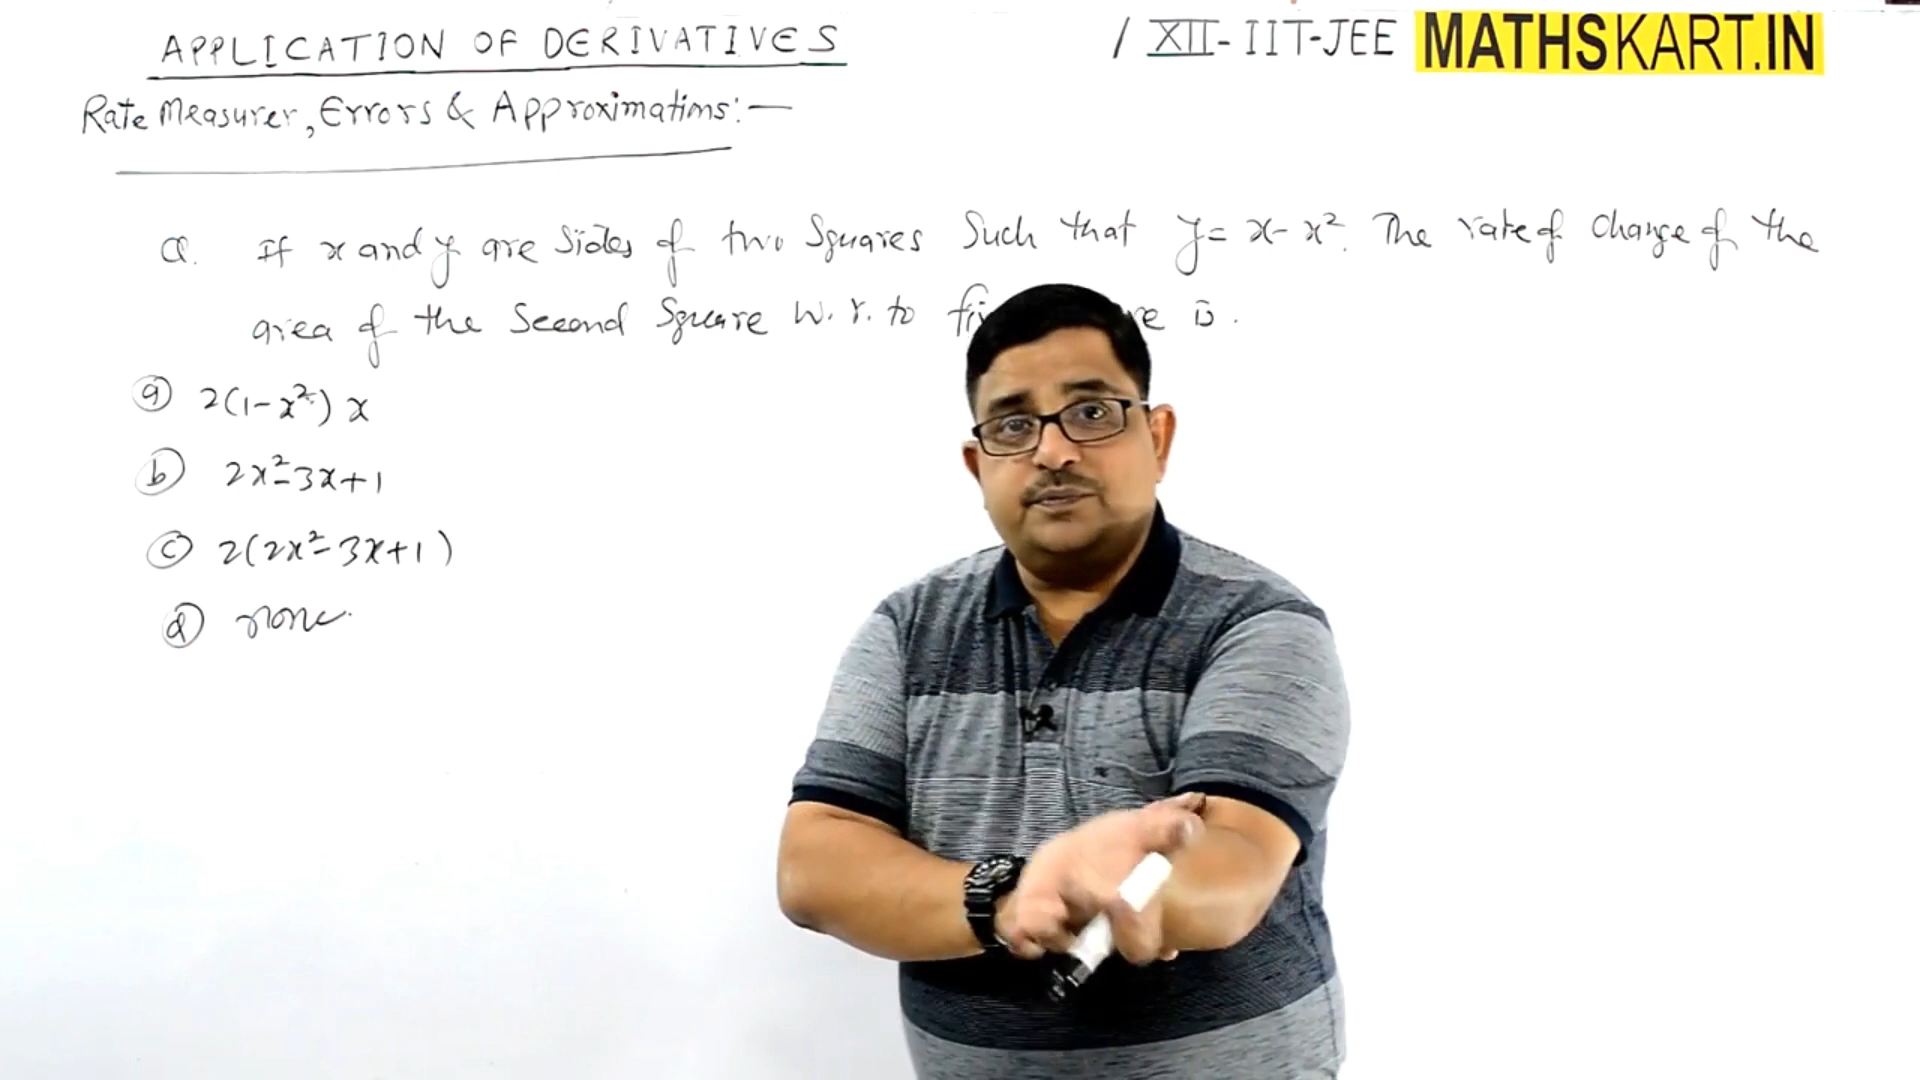 APPLICATION OF DERIVATIVES / XII-IIT-JEE MATHSKART.IN
Rate Measurer, Errors & Approximations:—
Q. If x and y are sides of two Squares Such that y = x - x². The rate of change of the
area of the Second Square w.r. to is.
(a) 2(1-x²) x
(b) 2x²-3x+1
(c) 2(2x²-3x+1)
(d) none.